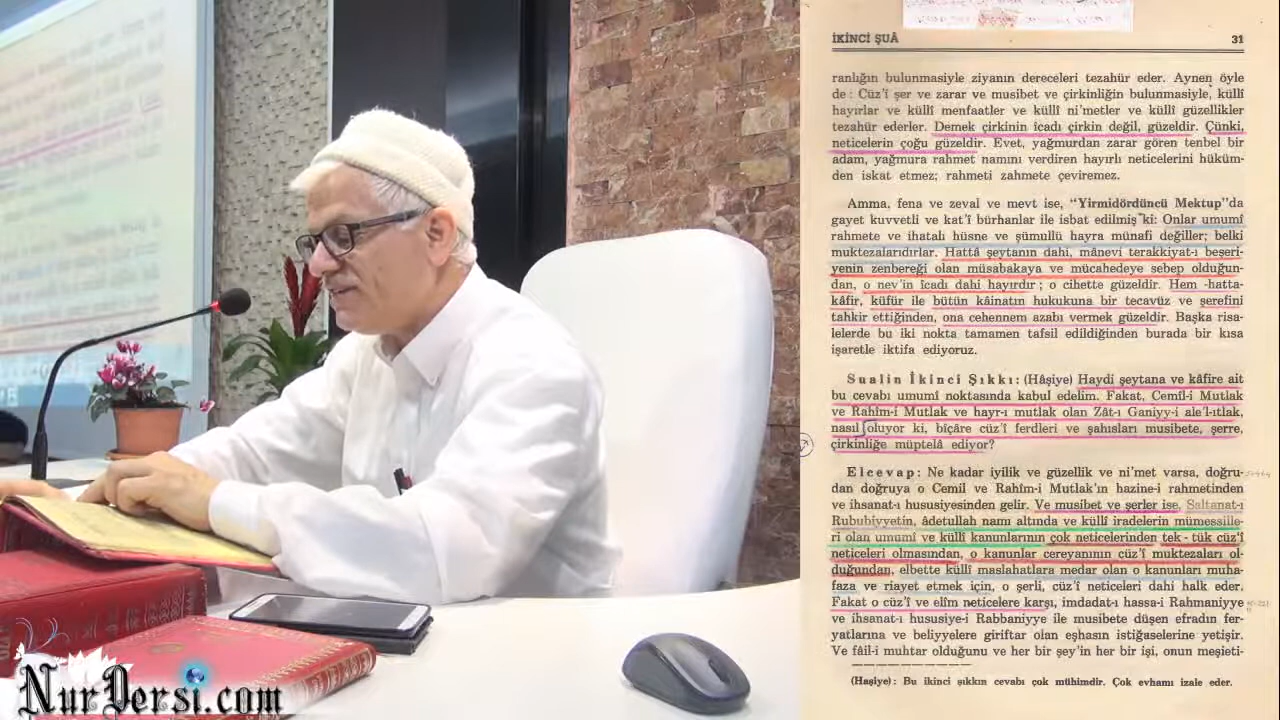 İKİNCİ ŞUÂ 31
ranlığın bulunmasiyle ziyanın dereceleri tezahür eder. Aynen öyle
de : Cüz'î şer ve zarar ve musibet ve çirkinliğin bulunmasiyle, küllî
hayırlar ve küllî menfaatler ve küllî ni'metler ve küllî güzellikler
tezahür ederler. Demek çirkinin îcadı çirkin değil, güzeldir. Çünki,
neticelerin çoğu güzeldir. Evet, yağmurdan zarar gören tenbel bir
adam, yağmura rahmet namını verdiren hayırlı neticelerini hüküm-
den iskat etmez; rahmeti zahmete çeviremez.
Amma, fena ve zeval ve mevt ise, "Yirmidördüncü Mektup"da
gayet kuvvetli ve kat'î bürhanlar ile isbat edilmiş ki: Onlar umumî
rahmete ve ihatalı hüsne ve şümullü hayra münafi değiller; belki
muktezalarıdırlar. Hattâ şeytanın dahi, mânevi terakkiyat-ı beşeri-
yenin zenbereği olan müsabakaya ve mücahedeye sebep olduğun-
dan, o nev'in îcadı dahi hayırdır ; o cihette güzeldir. Hem -hatta-
kâfir, küfür ile bütün kâinatın hukukuna bir tecavüz ve şerefini
tahkir ettiğinden, ona cehennem azabı vermek güzeldir. Başka risa-
lelerde bu iki nokta tamamen tafsil edildiğinden burada bir kısa
işaretle iktifa ediyoruz.
Sualin İkinci Şıkkı: (Hâşiye) Haydi şeytana ve kâfire ait
bu cevabı umumî noktasında kabul edelim. Fakat, Cemîl-i Mutlak
ve Rahîm-i Mutlak ve hayr-ı mutlak olan Zât-ı Ganiyy-i ale'l-ıtlak,
nasıl oluyor ki, bîçâre cüz'î ferdleri ve şahısları musibete, şerre,
çirkinliğe müptelâ ediyor?
Elcevap: Ne kadar iyilik ve güzellik ve ni'met varsa, doğru-
dan doğruya o Cemil ve Rahîm-i Mutlak'ın hazine-i rahmetinden
ve ihsanat-ı hususiyesinden gelir. Ve musibet ve şerler ise, Saltanat-ı
Rububiyyetin, âdetullah namı altında ve küllî iradelerin mümessille-
ri olan umumî ve küllî kanunlarının çok neticelerinden tek - tük cüz'î
neticeleri olmasından, o kanunlar cereyanının cüz'î muktezaları ol-
duğundan, elbette küllî maslahatlara medar olan o kanunları muha-
faza ve riayet etmek için, o şerli, cüz'î neticeleri dahi halk eder.
Fakat o cüz'î ve elîm neticelere karşı, imdadat-ı hassa-i Rahmaniyye
ve ihsanat-ı hususiye-i Rabbaniyye ile musibete düşen efradın fer-
yatlarına ve beliyyelere giriftar olan eşhasın istiğaselerine yetişir.
Ve fâil-i muhtar olduğunu ve her bir şey'in her bir işi, onun meşieti-
(Haşiye) : Bu ikinci şıkkın cevabı çok mühimdir. Çok evhamı izale eder.
NurDersi.com